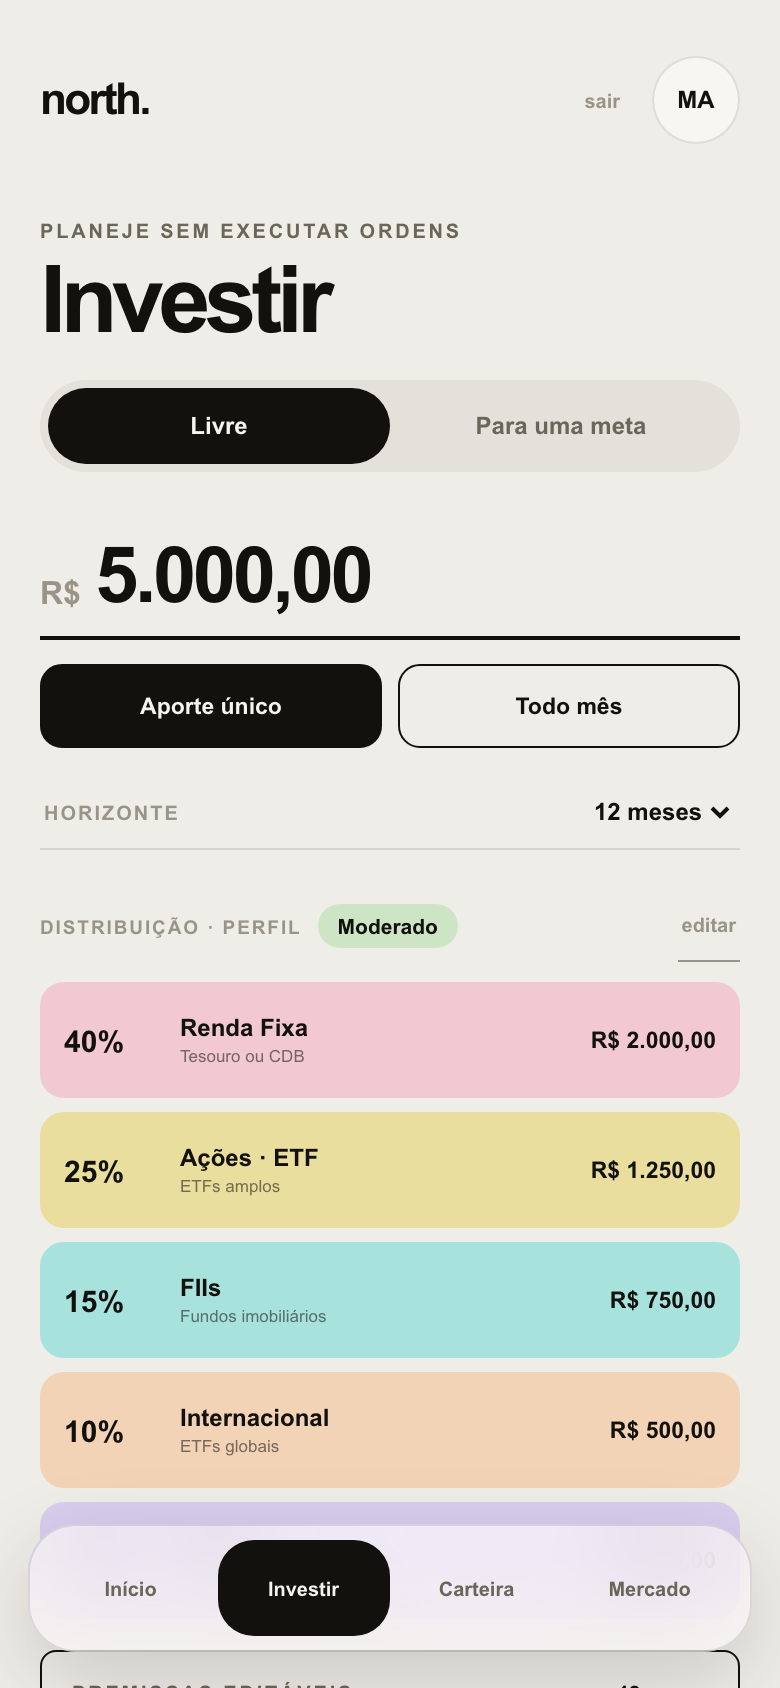 north.
sair
MA
PLANEJE SEM EXECUTAR ORDENS
Investir
Livre
Para uma meta
R$ 5.000,00
Aporte único
Todo mês
HORIZONTE
12 meses
DISTRIBUIÇÃO · PERFIL
Moderado
editar
40%
Renda Fixa
Tesouro ou CDB
R$ 2.000,00
25%
Ações · ETF
ETFs amplos
R$ 1.250,00
15%
FIIs
Fundos imobiliários
R$ 750,00
10%
Internacional
ETFs globais
R$ 500,00
,00
Início
Investir
Carteira
Mercado